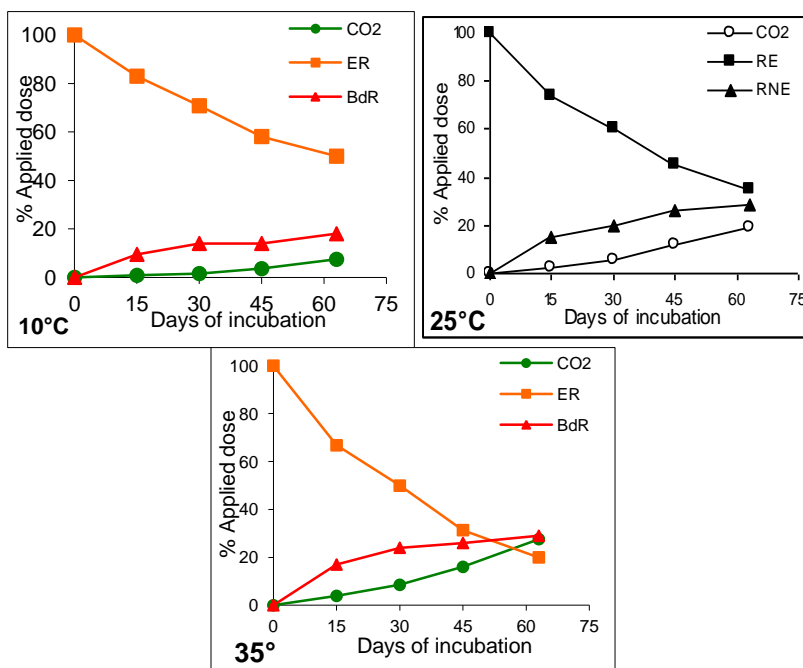 CO2
ER
BdR
% Applied dose
100
80
60
40
20
0
0 15 30 45 60 75
Days of incubation
10°C
CO2
RE
RNE
% Applied dose
100
80
60
40
20
0
0 15 30 45 60 75
Days of incubation
25°C
CO2
ER
BdR
% Applied dose
100
80
60
40
20
0
0 15 30 45 60 75
Days of incubation
35°